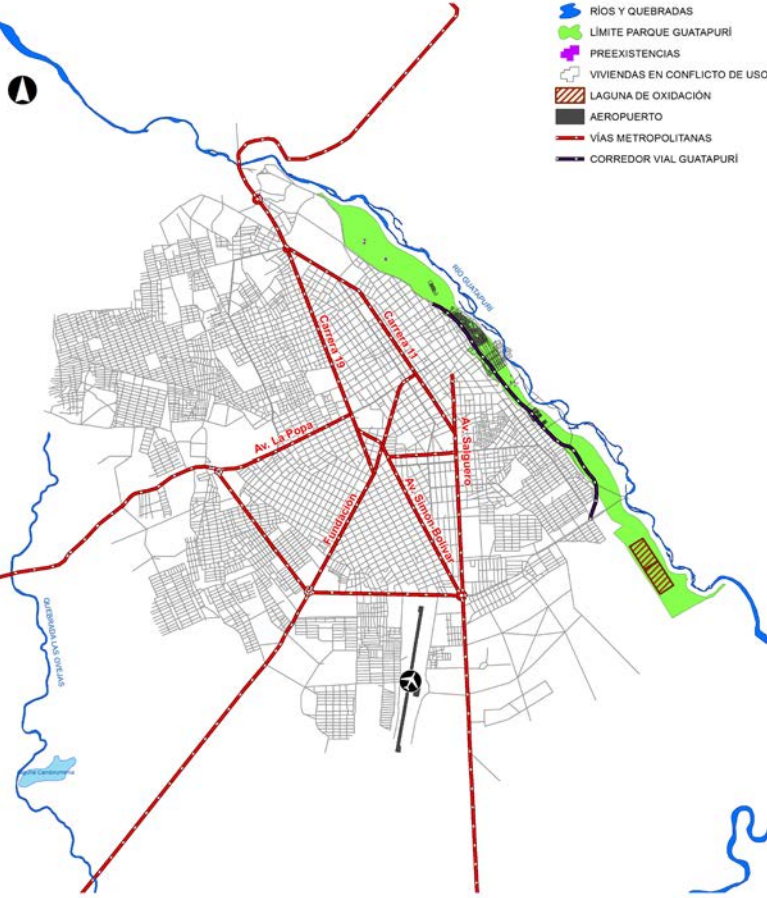 RÍOS Y QUEBRADAS
LÍMITE PARQUE GUATAPURÍ
PREEXISTENCIAS
VIVIENDAS EN CONFLICTO DE USO
LAGUNA DE OXIDACIÓN
AEROPUERTO
VÍAS METROPOLITANAS
CORREDOR VIAL GUATAPURÍ
RÍO GUATAPURÍ
Carrera 19
Carrera 11
Av. La Popa
Av. Salguero
Fundación
Av. Simón Bolívar
QUEBRADA LAS OVEJAS